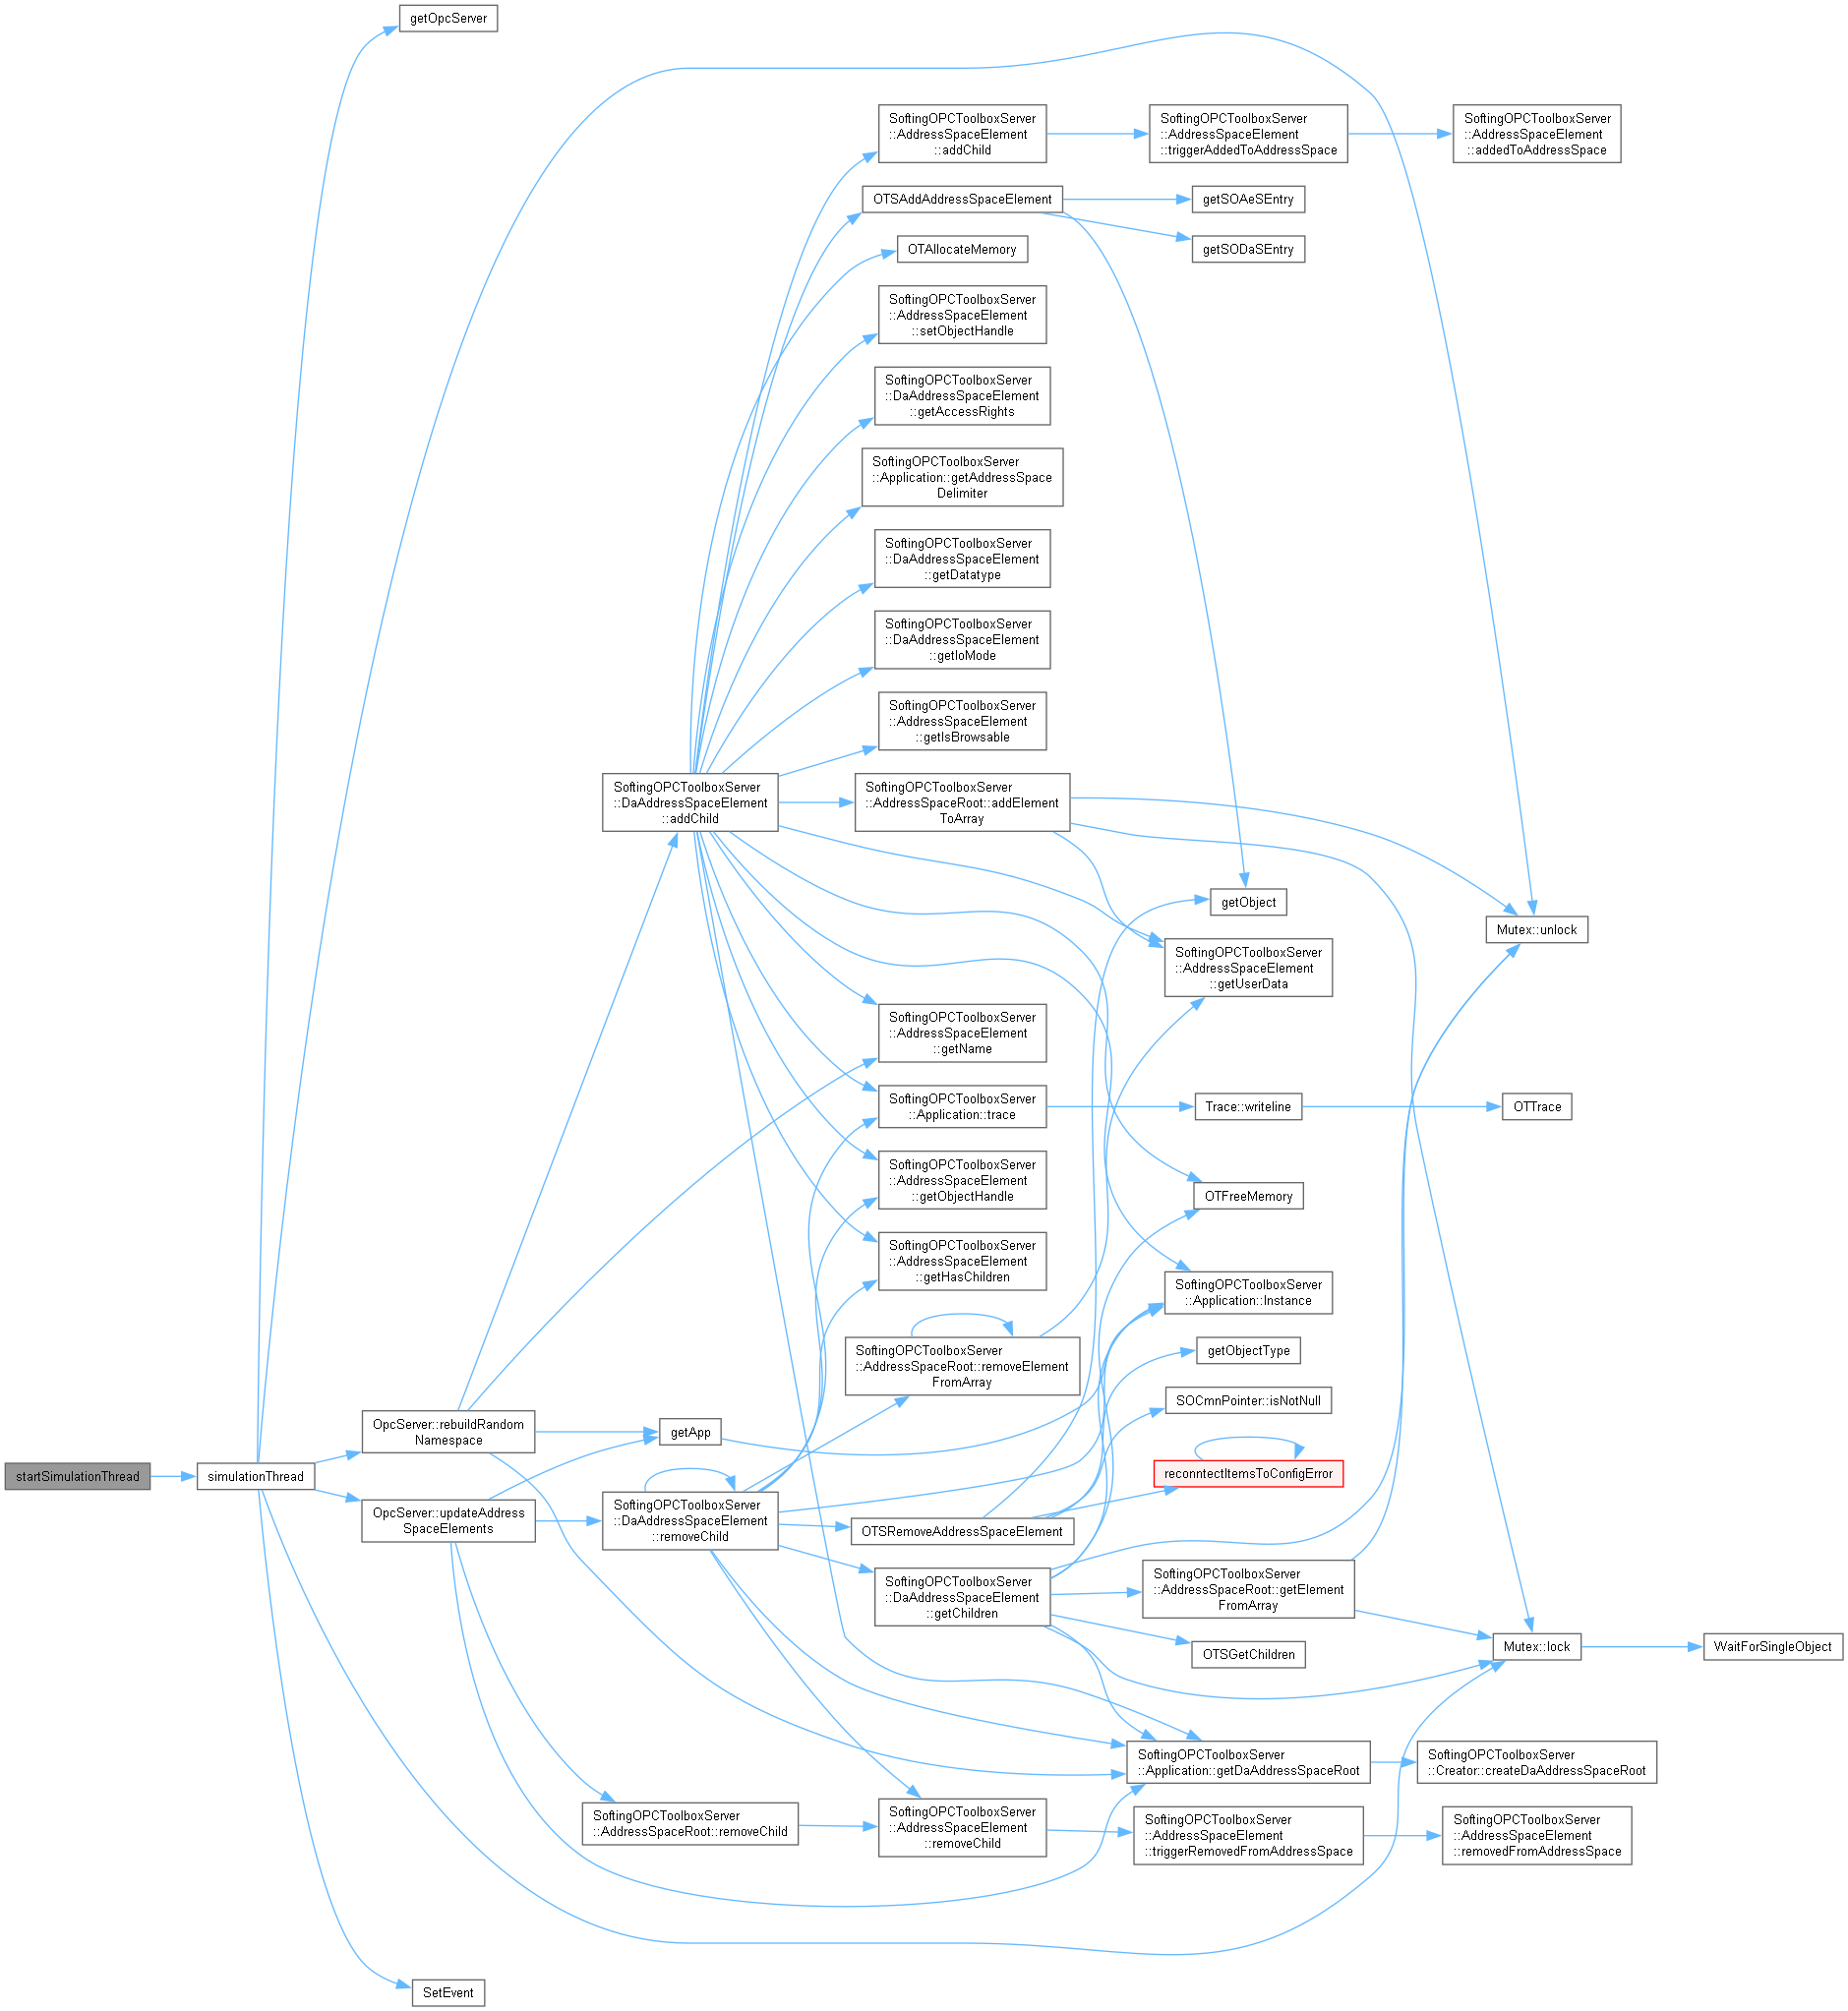 getOpcServer
SoftingOPCToolboxServer
::AddressSpaceElement
::addChild
SoftingOPCToolboxServer
::AddressSpaceElement
::triggerAddedToAddressSpace
SoftingOPCToolboxServer
::AddressSpaceElement
::addedToAddressSpace
OTSAddAddressSpaceElement
getSOAeSEntry
OTAllocateMemory
getSODaSEntry
SoftingOPCToolboxServer
::AddressSpaceElement
::setObjectHandle
SoftingOPCToolboxServer
::DaAddressSpaceElement
::getAccessRights
SoftingOPCToolboxServer
::Application::getAddressSpace
Delimiter
SoftingOPCToolboxServer
::DaAddressSpaceElement
::getDatatype
SoftingOPCToolboxServer
::DaAddressSpaceElement
::getIoMode
SoftingOPCToolboxServer
::AddressSpaceElement
::getIsBrowsable
SoftingOPCToolboxServer
::DaAddressSpaceElement
::addChild
SoftingOPCToolboxServer
::AddressSpaceRoot::addElement
ToArray
getObject
Mutex::unlock
SoftingOPCToolboxServer
::AddressSpaceElement
::getUserData
SoftingOPCToolboxServer
::AddressSpaceElement
::getName
SoftingOPCToolboxServer
::Application::trace
Trace::writeline
OTTrace
SoftingOPCToolboxServer
::AddressSpaceElement
::getObjectHandle
OTFreeMemory
SoftingOPCToolboxServer
::AddressSpaceElement
::getHasChildren
SoftingOPCToolboxServer
::Application::Instance
SoftingOPCToolboxServer
::AddressSpaceRoot::removeElement
FromArray
getObjectType
SOCmnPointer::isNotNull
OpcServer::rebuildRandom
Namespace
getApp
startSimulationThread
simulationThread
reconntectItemsToConfigError
OpcServer::updateAddress
SpaceElements
SoftingOPCToolboxServer
::DaAddressSpaceElement
::removeChild
OTSRemoveAddressSpaceElement
SoftingOPCToolboxServer
::DaAddressSpaceElement
::getChildren
SoftingOPCToolboxServer
::AddressSpaceRoot::getElement
FromArray
OTSGetChildren
Mutex::lock
WaitForSingleObject
SoftingOPCToolboxServer
::Application::getDaAddressSpaceRoot
SoftingOPCToolboxServer
::Creator::createDaAddressSpaceRoot
SoftingOPCToolboxServer
::AddressSpaceRoot::removeChild
SoftingOPCToolboxServer
::AddressSpaceElement
::removeChild
SoftingOPCToolboxServer
::AddressSpaceElement
::triggerRemovedFromAddressSpace
SoftingOPCToolboxServer
::AddressSpaceElement
::removedFromAddressSpace
SetEvent